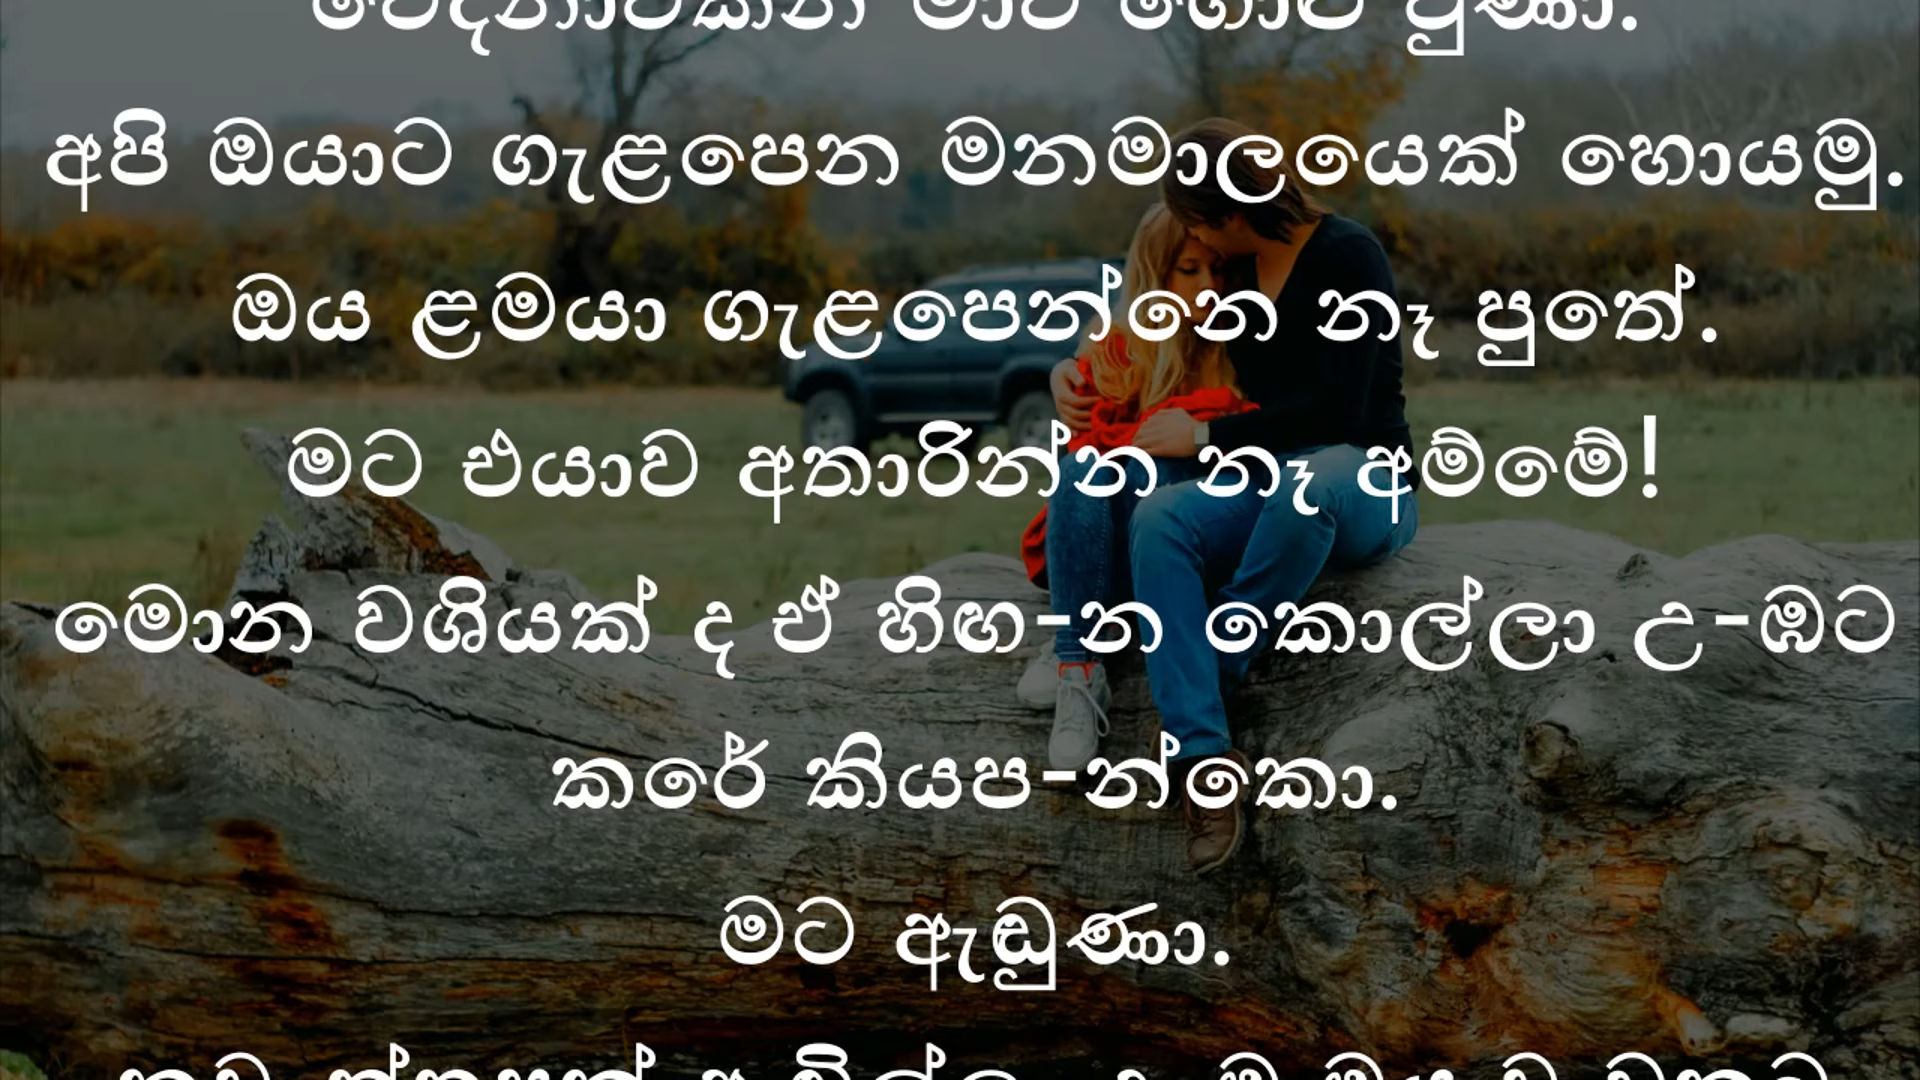 මාව ගොළු වුණා.
අපි ඔයාට ගැළපෙන මනමාලයෙක් හොයමු.
ඔය ළමයා ගැළපෙන්නෙ නෑ පුතේ.
මට එයාව අතාරින්න නෑ අම්මේ!
මොන වශියක් ද ඒ හිඟ-න කොල්ලා උ-ඹට
කරේ කියප-න්කො.
මට ඇඬුණා.